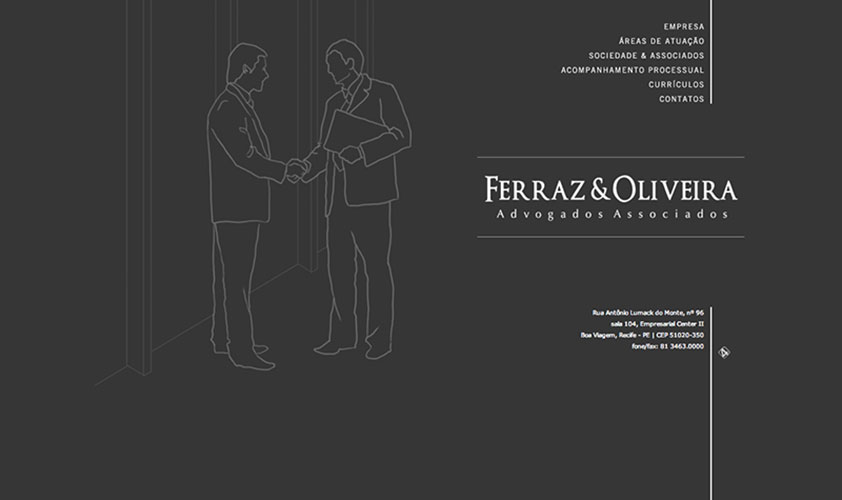 EMPRESA
ÁREAS DE ATUAÇÃO
SOCIEDADE & ASSOCIADOS
ACOMPANHAMENTO PROCESSUAL
CURRÍCULOS
CONTATOS
FERRAZ & OLIVEIRA
Advogados Associados
Rua Antônio Lumack do Monte, nº 96
sala 104, Empresarial Center II
Boa Viagem, Recife - PE | CEP 51020-350
fone/fax: 81 3463.0000